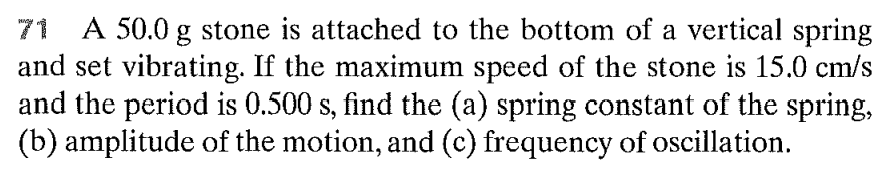 71 A 50.0 g stone is attached to the bottom of a vertical spring
and set vibrating. If the maximum speed of the stone is 15.0 cm/s
and the period is 0.500 s, find the (a) spring constant of the spring,
(b) amplitude of the motion, and (c) frequency of oscillation.